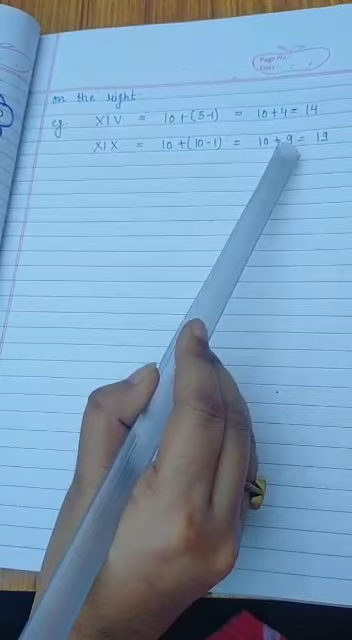 Page No.
Date
on the right
eg. XIV = 10+(5-1) = 10+4 = 14
XIX = 10+(10-1) = 10+9 = 19